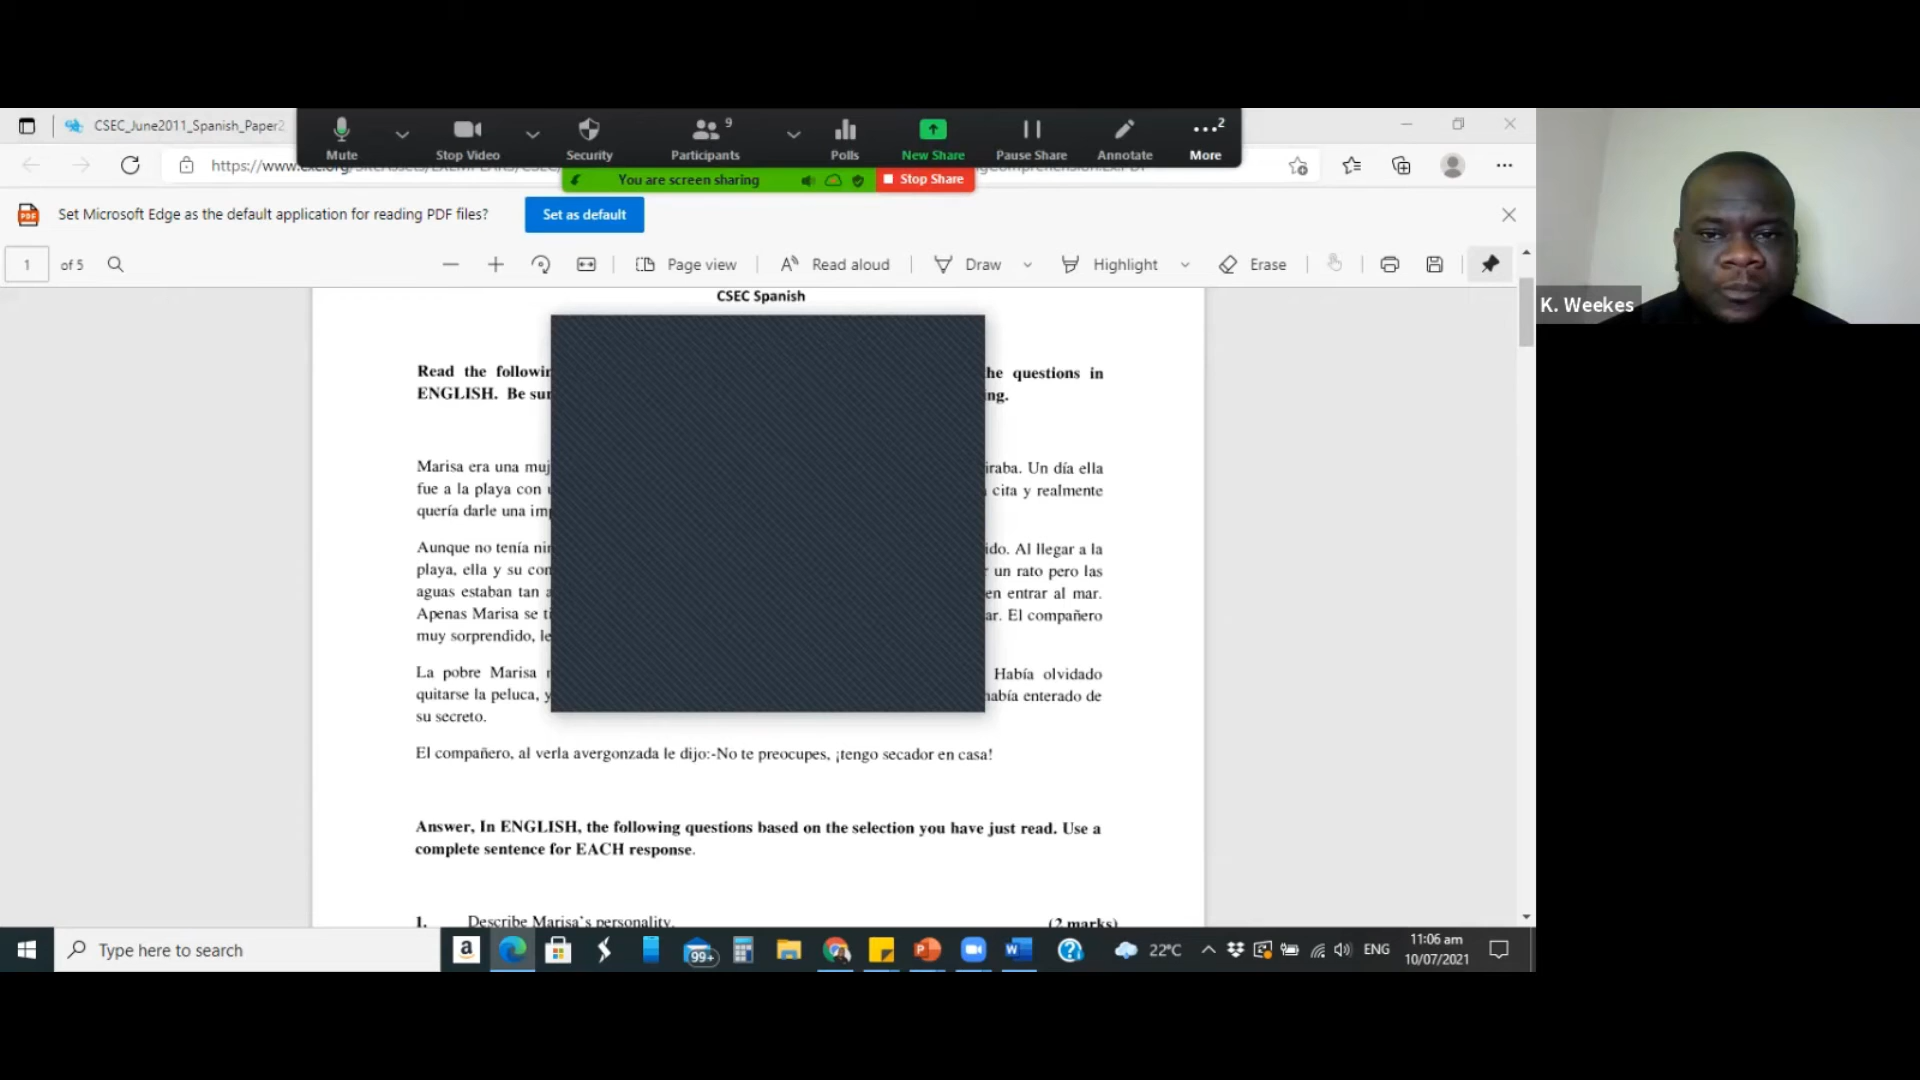 CSEC_June2011_Spanish_Paper2
Mute
Stop Video
Security
9
Participants
Polls
New Share
Pause Share
Annotate
2
More
https://www.cxc.org/
You are screen sharing
Stop Share
Set Microsoft Edge as the default application for reading PDF files?
Set as default
1 of 5
Page view
Read aloud
Draw
Highlight
Erase
K. Weekes
CSEC Spanish
Read the he questions in
ENGLISH. Be ng.
Marisa era una iraba. Un día ella
fue a la playa con cita y realmente
quería darle una
Aunque no tenía ido. Al llegar a la
playa, ella y su un rato pero las
aguas estaban tan en entrar al mar.
Apenas Marisa se ar. El compañero
muy sorprendido, le
La pobre Marisa Había olvidado
quitarse la peluca, había enterado de
su secreto.
El compañero, al verla avergonzada le dijo:-No te preocupes, ¡tengo secador en casa!
Answer, In ENGLISH, the following questions based on the selection you have just read. Use a
complete sentence for EACH response.
1. Describe Marisa's personality. (2 marks)
Type here to search
99+
22°C
ENG
11:06 am
10/07/2021